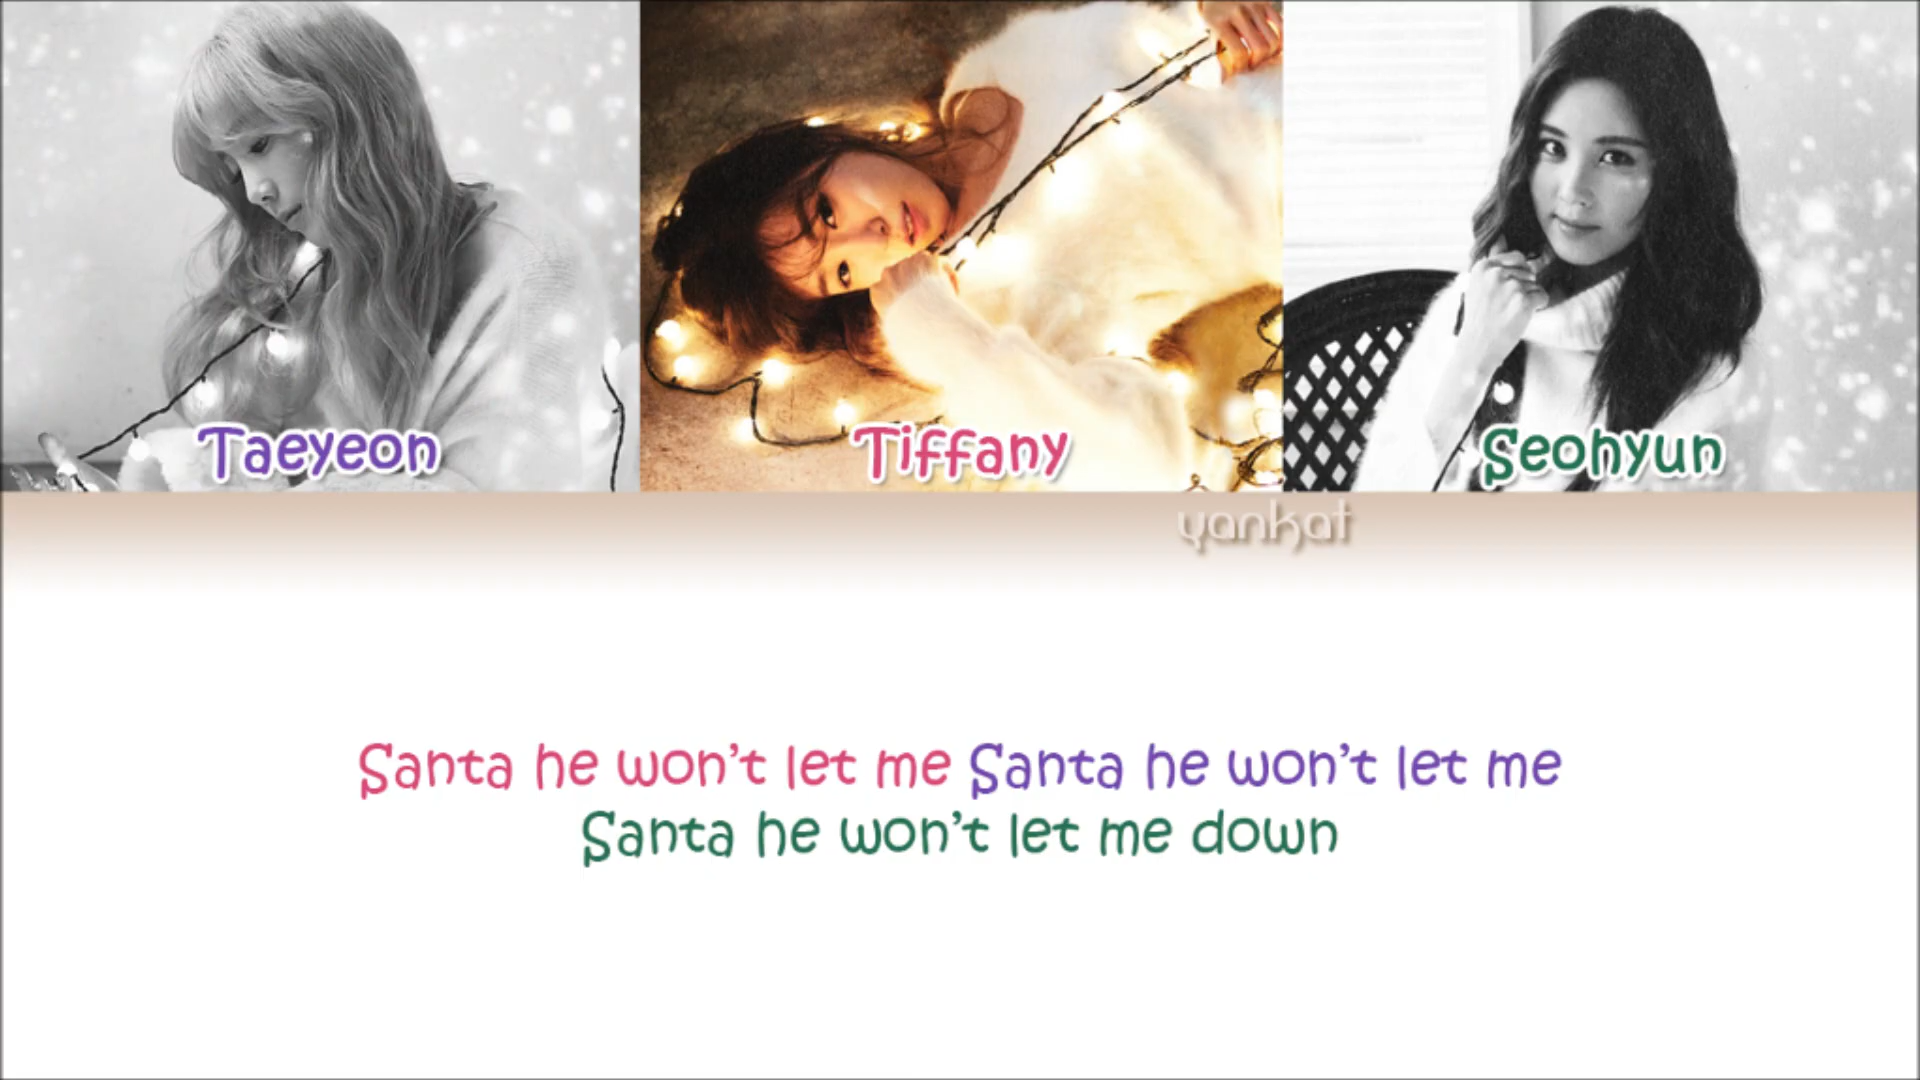 Taeyeon
Tiffany
Seohyun
yankat
Santa he won’t let me Santa he won’t let me
Santa he won’t let me down